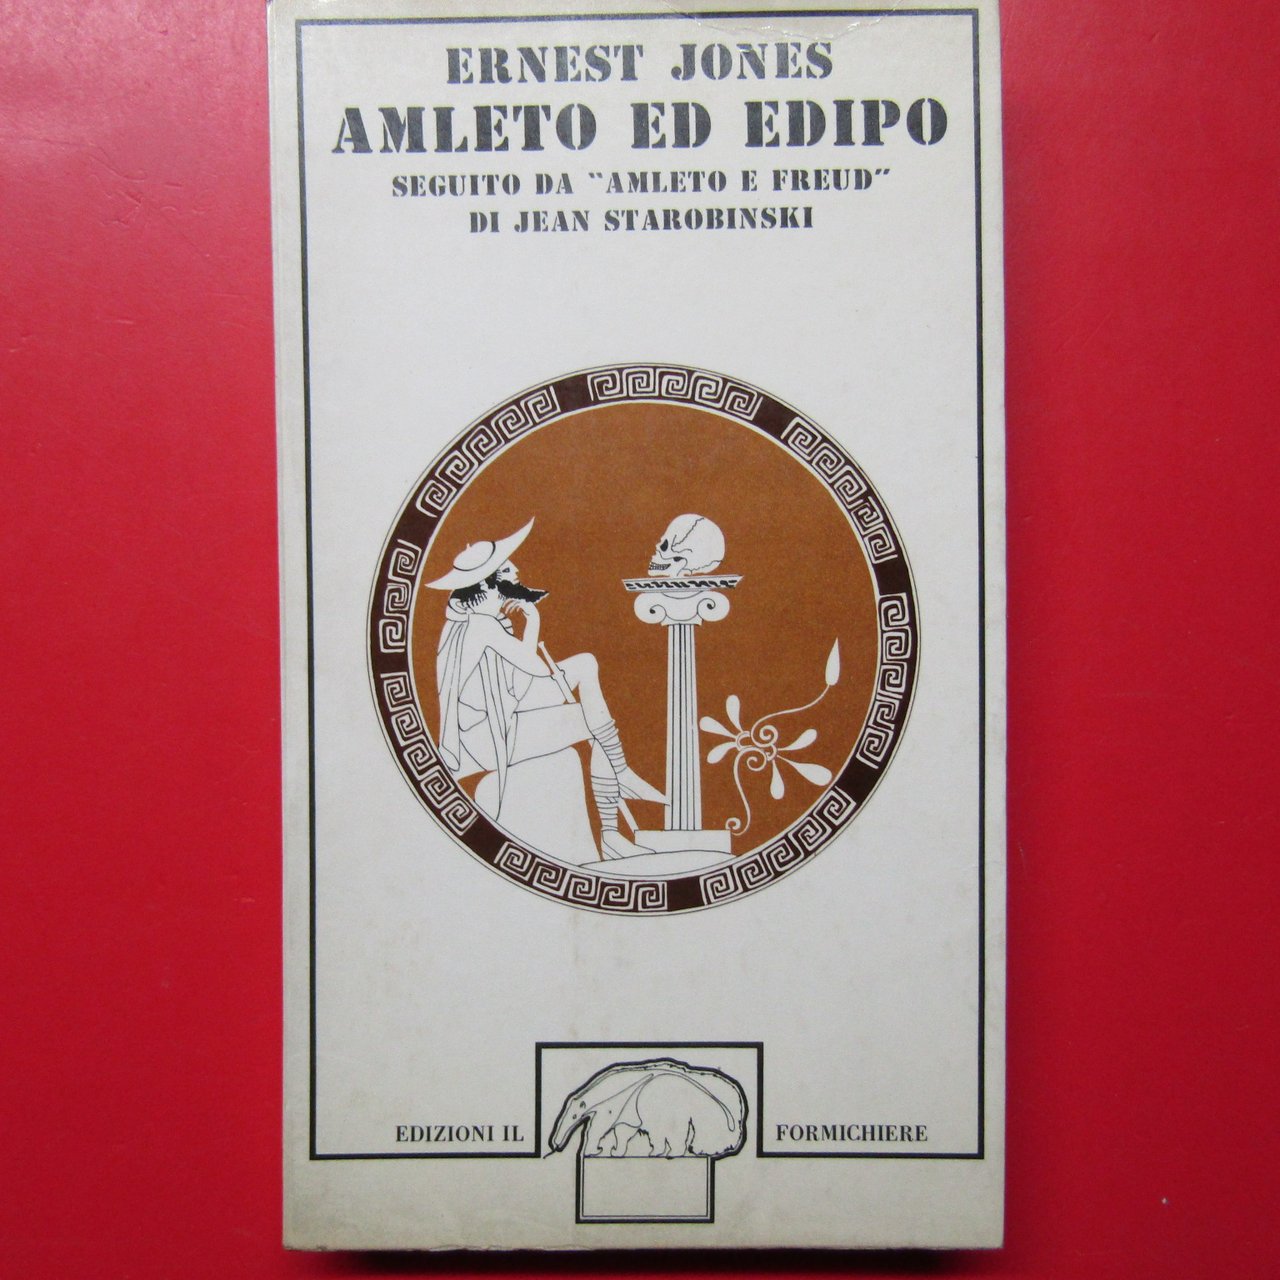 ERNEST JONES
AMLETO ED EDIPO
SEGUITO DA "AMLETO E FREUD"
DI JEAN STAROBINSKI
EDIZIONI IL FORMICHIERE